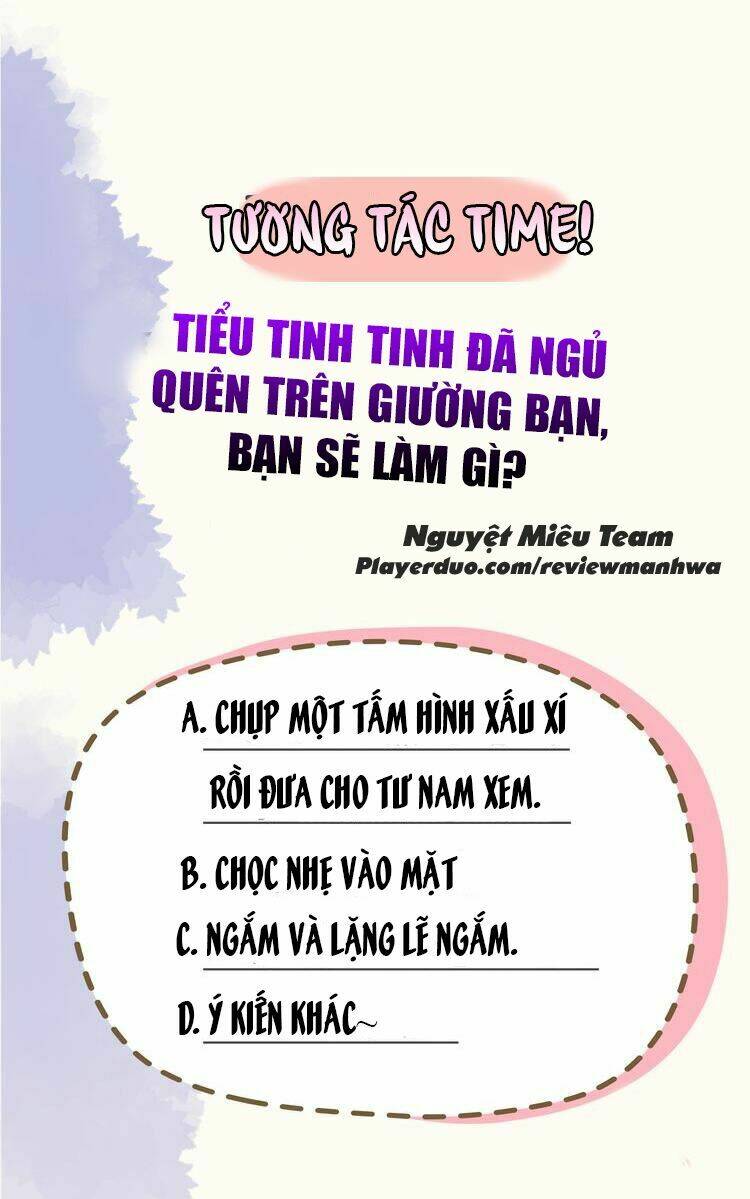 TƯƠNG TÁC TIME!
TIỂU TINH TINH ĐÃ NGỦ
QUÊN TRÊN GIƯỜNG BẠN,
BẠN SẼ LÀM GÌ?
Nguyệt Miêu Team
Playerduo.com/reviewmanhwa
A. CHỤP MỘT TẤM HÌNH XẤU XÍ
RỒI ĐƯA CHO TƯ NAM XEM.
B. CHỌC NHẸ VÀO MẶT
C. NGẮM VÀ LẶNG LẼ NGẮM.
D. Ý KIẾN KHÁC~